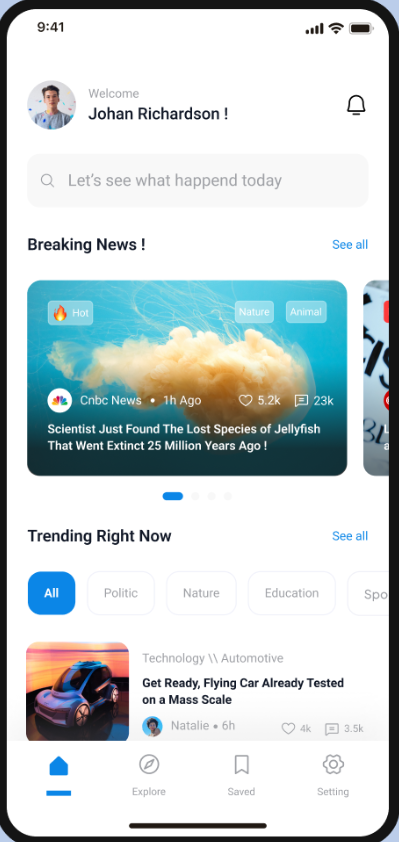 9:41
Welcome
Johan Richardson !
Let's see what happend today
Breaking News !
See all
Hot
Nature
Animal
Cnbc News • 1h Ago
5.2k
23k
Scientist Just Found The Lost Species of Jellyfish
That Went Extinct 25 Million Years Ago !
Trending Right Now
See all
All
Politic
Nature
Education
Spo
Technology \\ Automotive
Get Ready, Flying Car Already Tested
on a Mass Scale
Natalie • 6h
4k
3.5k
Explore
Saved
Setting